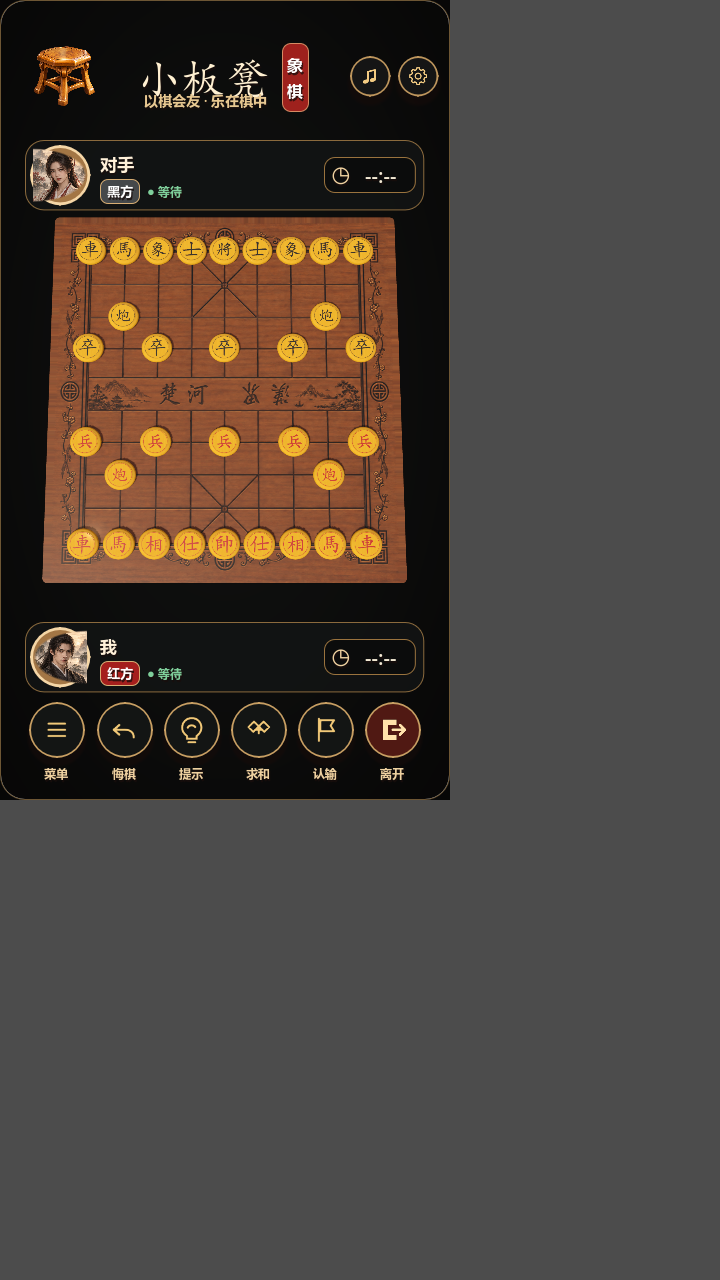 小板凳
象棋
以棋会友·乐在棋中
对手
黑方 等待
--:--
車馬象士將士象馬車
炮 炮
卒 卒 卒 卒 卒
楚河 漢界
兵 兵 兵 兵 兵
炮 炮
車馬相仕帥仕相馬車
我
红方 等待
--:--
菜单 悔棋 提示 求和 认输 离开